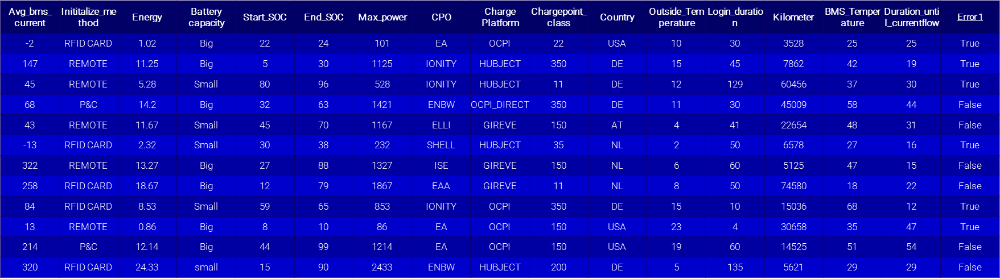 Avg_bms_current Inititalize_method Energy Battery capacity Start_SOC End_SOC Max_power CPO Charge Platform Chargepoint_class Country Outside_Temperature Login_duration Kilometer BMS_Temperature Duration_until_currentflow Error1
-2 RFID CARD 1.02 Big 22 24 101 EA OCPI 22 USA 10 30 3528 25 25 True
147 REMOTE 11.25 Big 5 30 1125 IONITY HUBJECT 350 DE 15 45 7862 42 19 True
45 REMOTE 5.28 Small 80 96 528 IONITY HUBJECT 11 DE 12 129 60456 37 30 True
68 P&C 14.2 Big 32 63 1421 ENBW OCPI_DIRECT 350 DE 11 30 45009 58 44 False
43 REMOTE 11.67 Small 45 70 1167 ELLI GIREVE 150 AT 4 41 22654 48 31 False
-13 RFID CARD 2.32 Small 30 38 232 SHELL HUBJECT 35 NL 2 50 6578 27 16 True
322 REMOTE 13.27 Big 27 88 1327 ISE GIREVE 150 NL 6 60 5125 47 15 False
258 RFID CARD 18.67 Big 12 79 1867 EAA GIREVE 11 NL 8 50 74580 18 22 False
84 RFID CARD 8.53 Small 59 65 853 IONITY OCPI 350 DE 15 10 15036 68 12 True
13 REMOTE 0.86 Big 8 10 86 EA OCPI 150 USA 23 4 30658 35 47 True
214 P&C 12.14 Big 44 99 1214 EA OCPI 150 USA 19 60 14525 51 54 False
320 RFID CARD 24.33 small 15 90 2433 ENBW HUBJECT 200 DE 5 135 5621 29 29 False